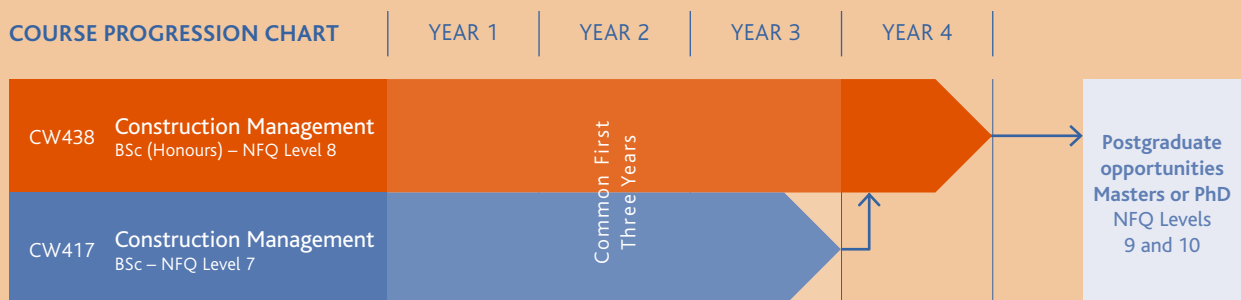 COURSE PROGRESSION CHART
YEAR 1
YEAR 2
YEAR 3
YEAR 4
CW438
Construction Management
BSc (Honours) – NFQ Level 8
Common First
Three Years
CW417
Construction Management
BSc – NFQ Level 7
Postgraduate
opportunities
Masters or PhD
NFQ Levels
9 and 10